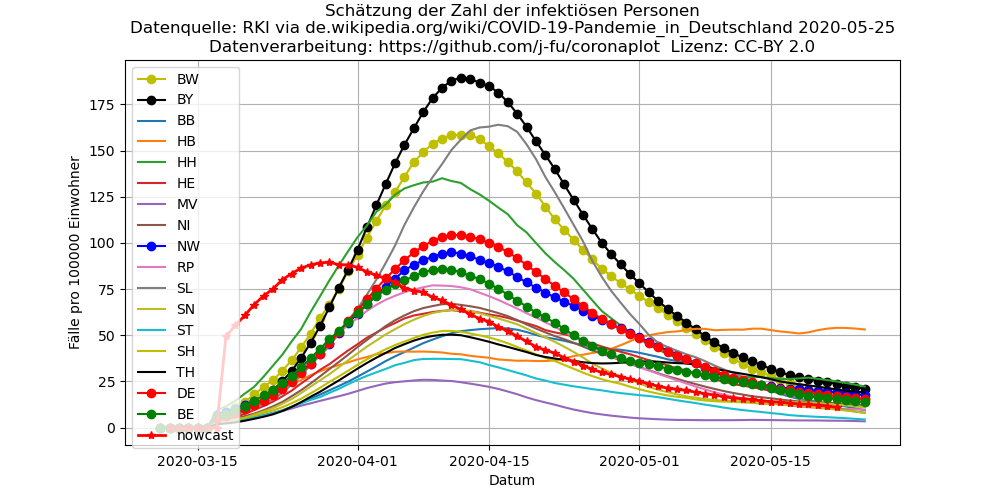 Schätzung der Zahl der infektiösen Personen
Datenquelle: RKI via de.wikipedia.org/wiki/COVID-19-Pandemie_in_Deutschland 2020-05-25
Datenverarbeitung: https://github.com/j-fu/coronaplot  Lizenz: CC-BY 2.0
BW
BY
BB
HB
HH
HE
MV
NI
NW
RP
SL
SN
ST
SH
TH
DE
BE
nowcast
Fälle pro 100000 Einwohner
175
150
125
100
75
50
25
0
2020-03-15
2020-04-01
2020-04-15
2020-05-01
2020-05-15
Datum